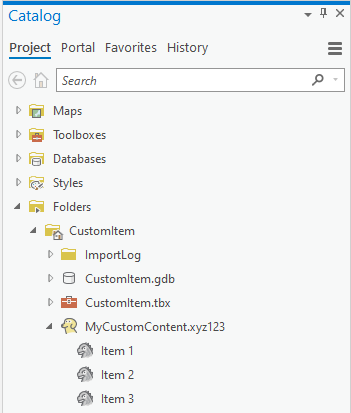 Catalog
Project Portal Favorites History
Search
Maps
Toolboxes
Databases
Styles
Folders
CustomItem
ImportLog
CustomItem.gdb
CustomItem.tbx
MyCustomContent.xyz123
Item 1
Item 2
Item 3